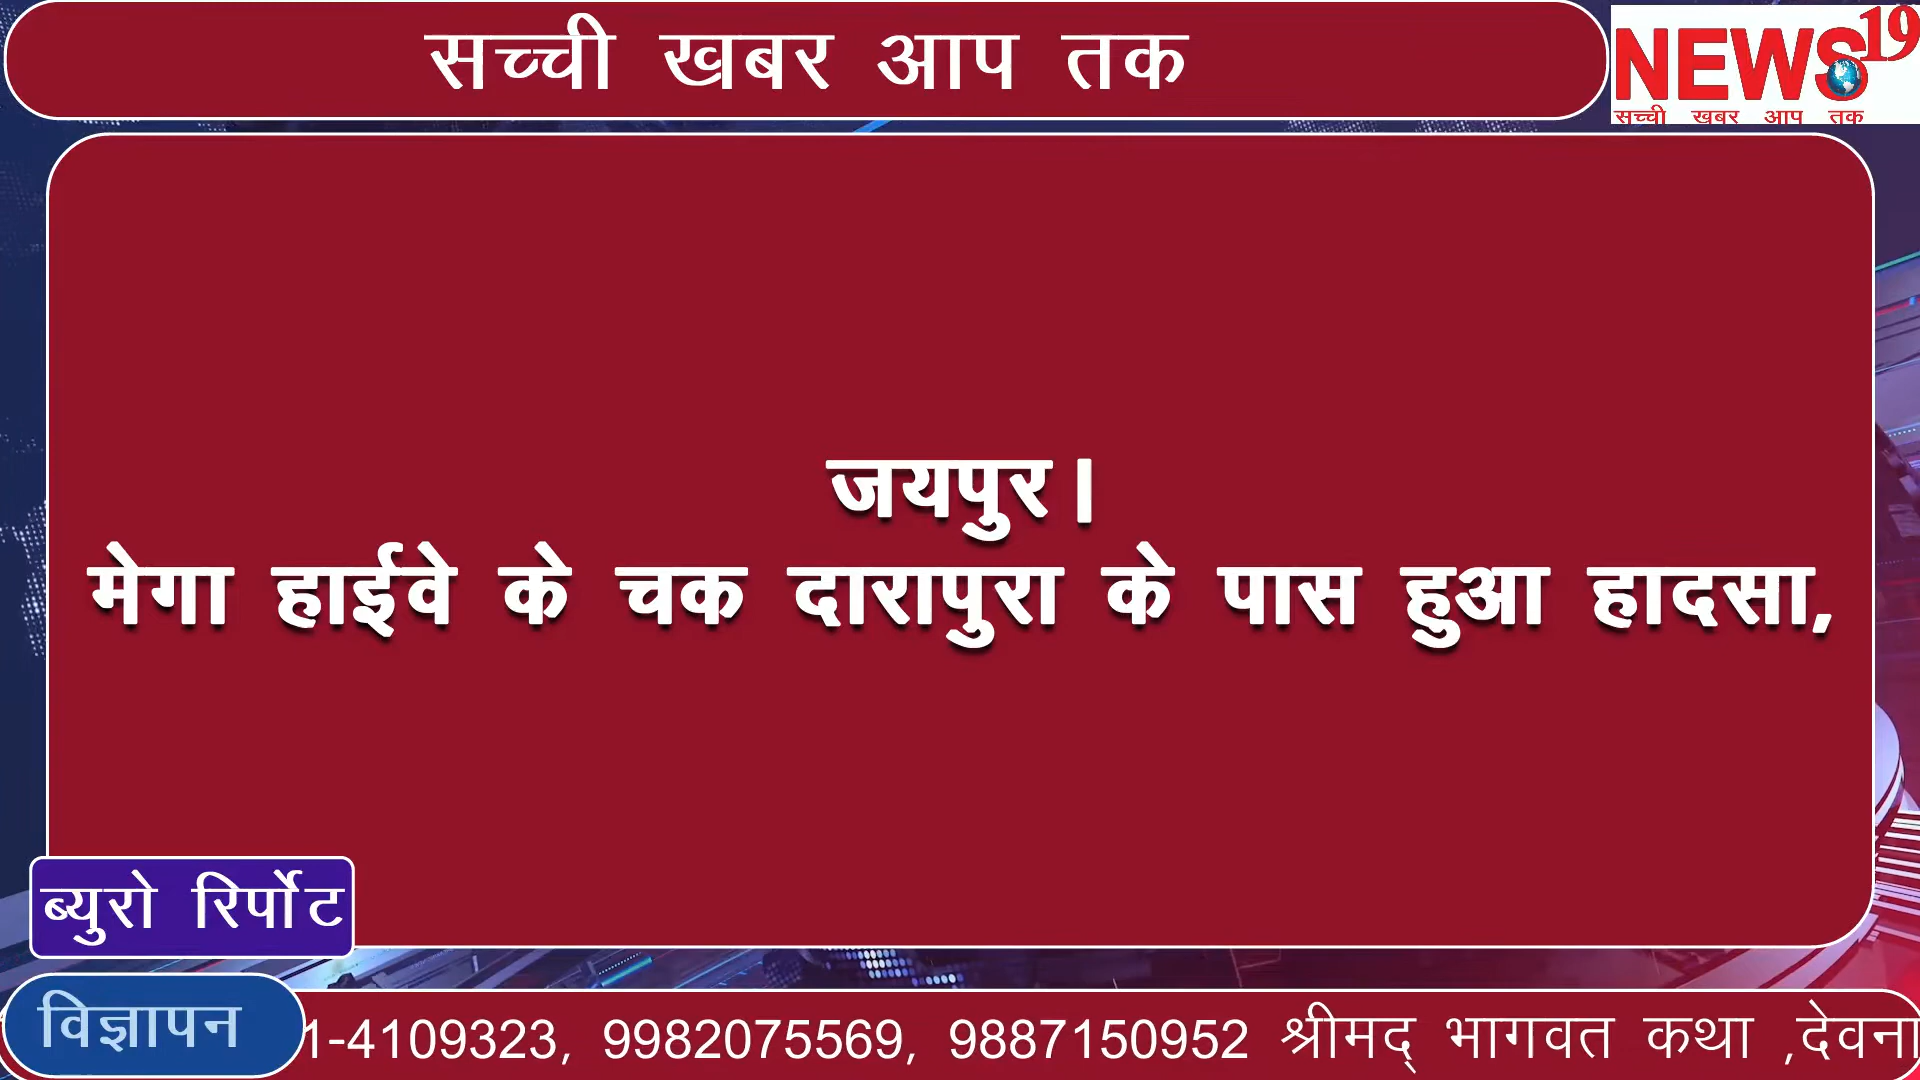 सच्ची खबर आप तक
NEWS19
सच्ची खबर आप तक
जयपुर।
मेगा हाईवे के चक दारापुरा के पास हुआ हादसा,
ब्युरो रिर्पोट
विज्ञापन
1-4109323, 9982075569, 9887150952 श्रीमद् भागवत कथा ,देवना